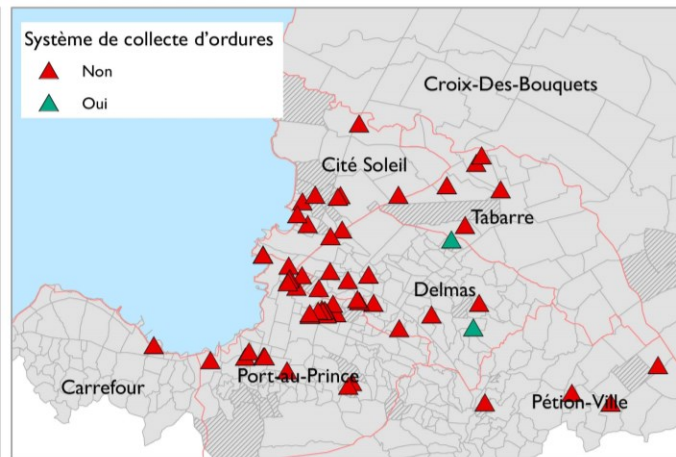 Système de collecte d'ordures
Non
Oui
Croix-Des-Bouquets
Cité Soleil
Tabarre
Delmas
Carrefour
Port-au-Prince
Pétion-Ville